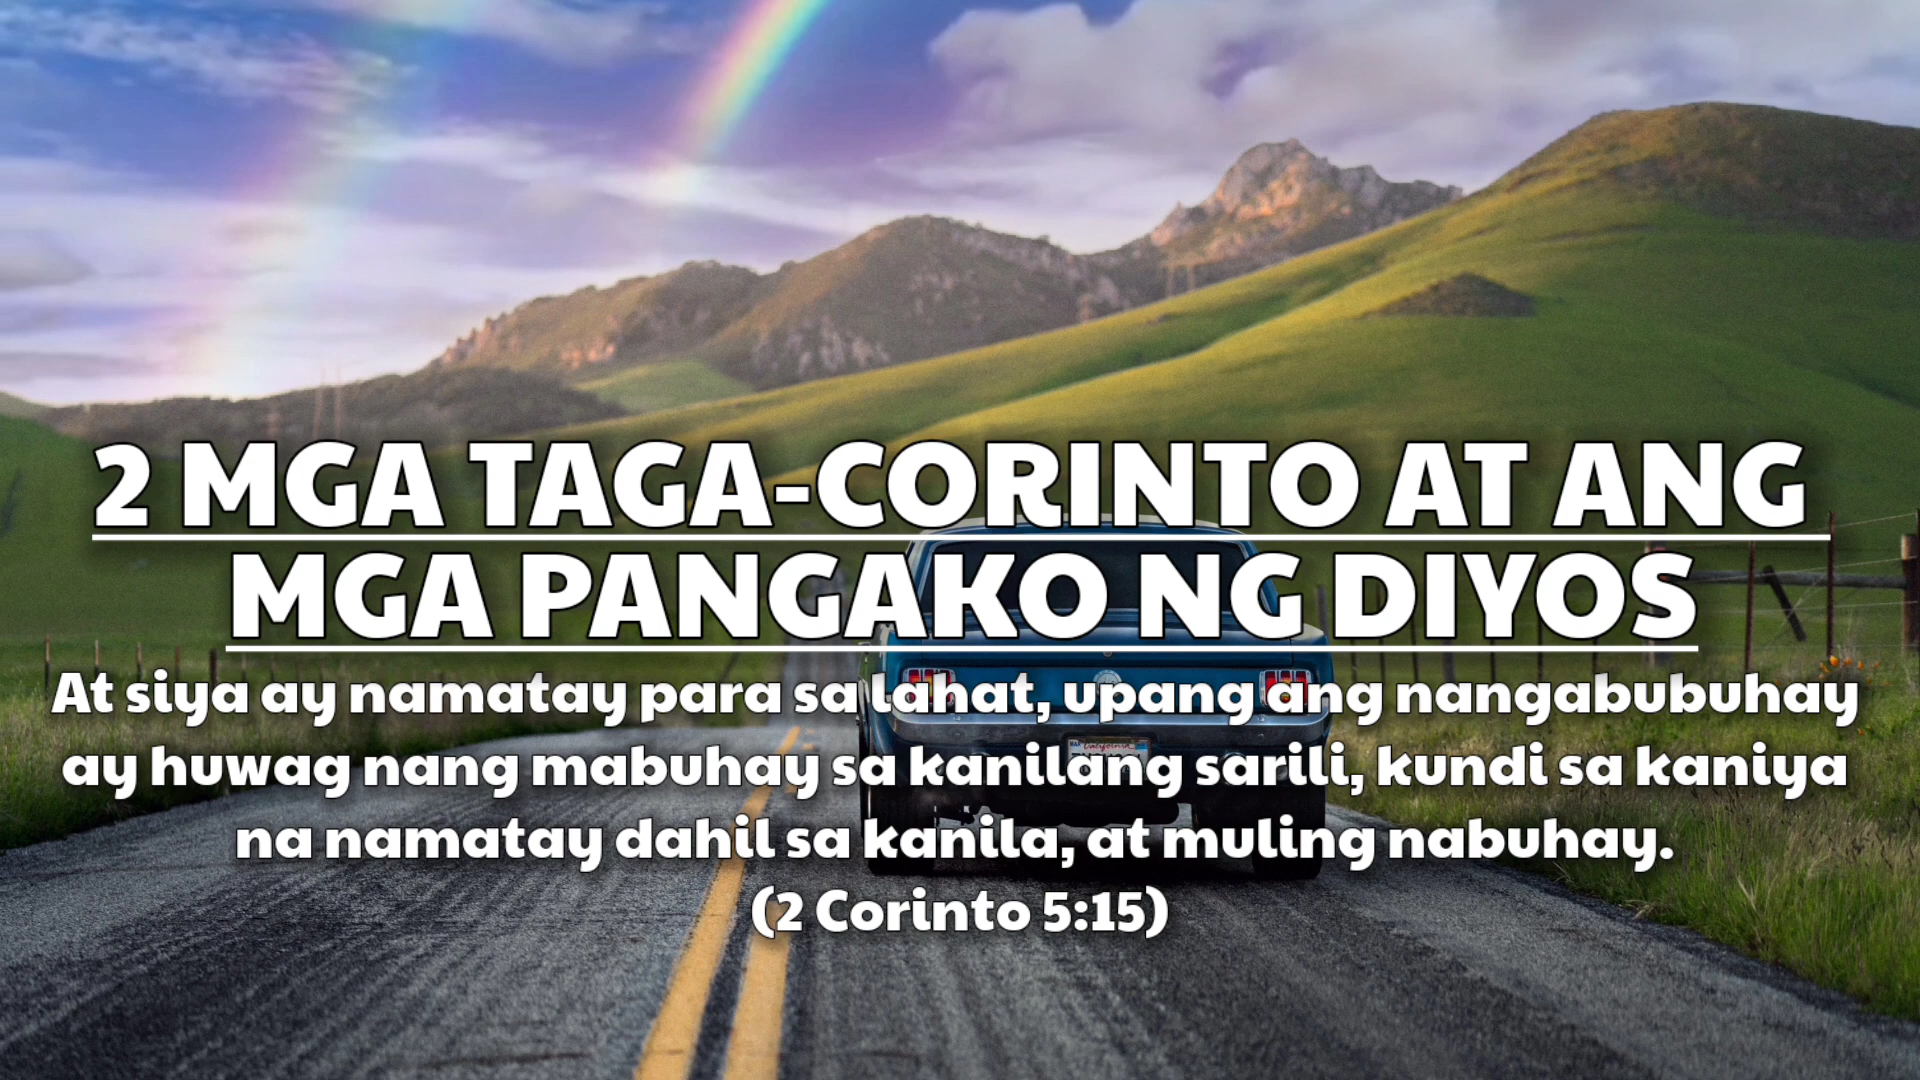 2 MGA TAGA-CORINTO AT ANG
MGA PANGAKO NG DIYOS
At siya ay namatay para sa lahat, upang ang nangabubuhay
ay huwag nang mabuhay sa kanilang sarili, kundi sa kaniya
na namatay dahil sa kanila, at muling nabuhay.
(2 Corinto 5:15)
California